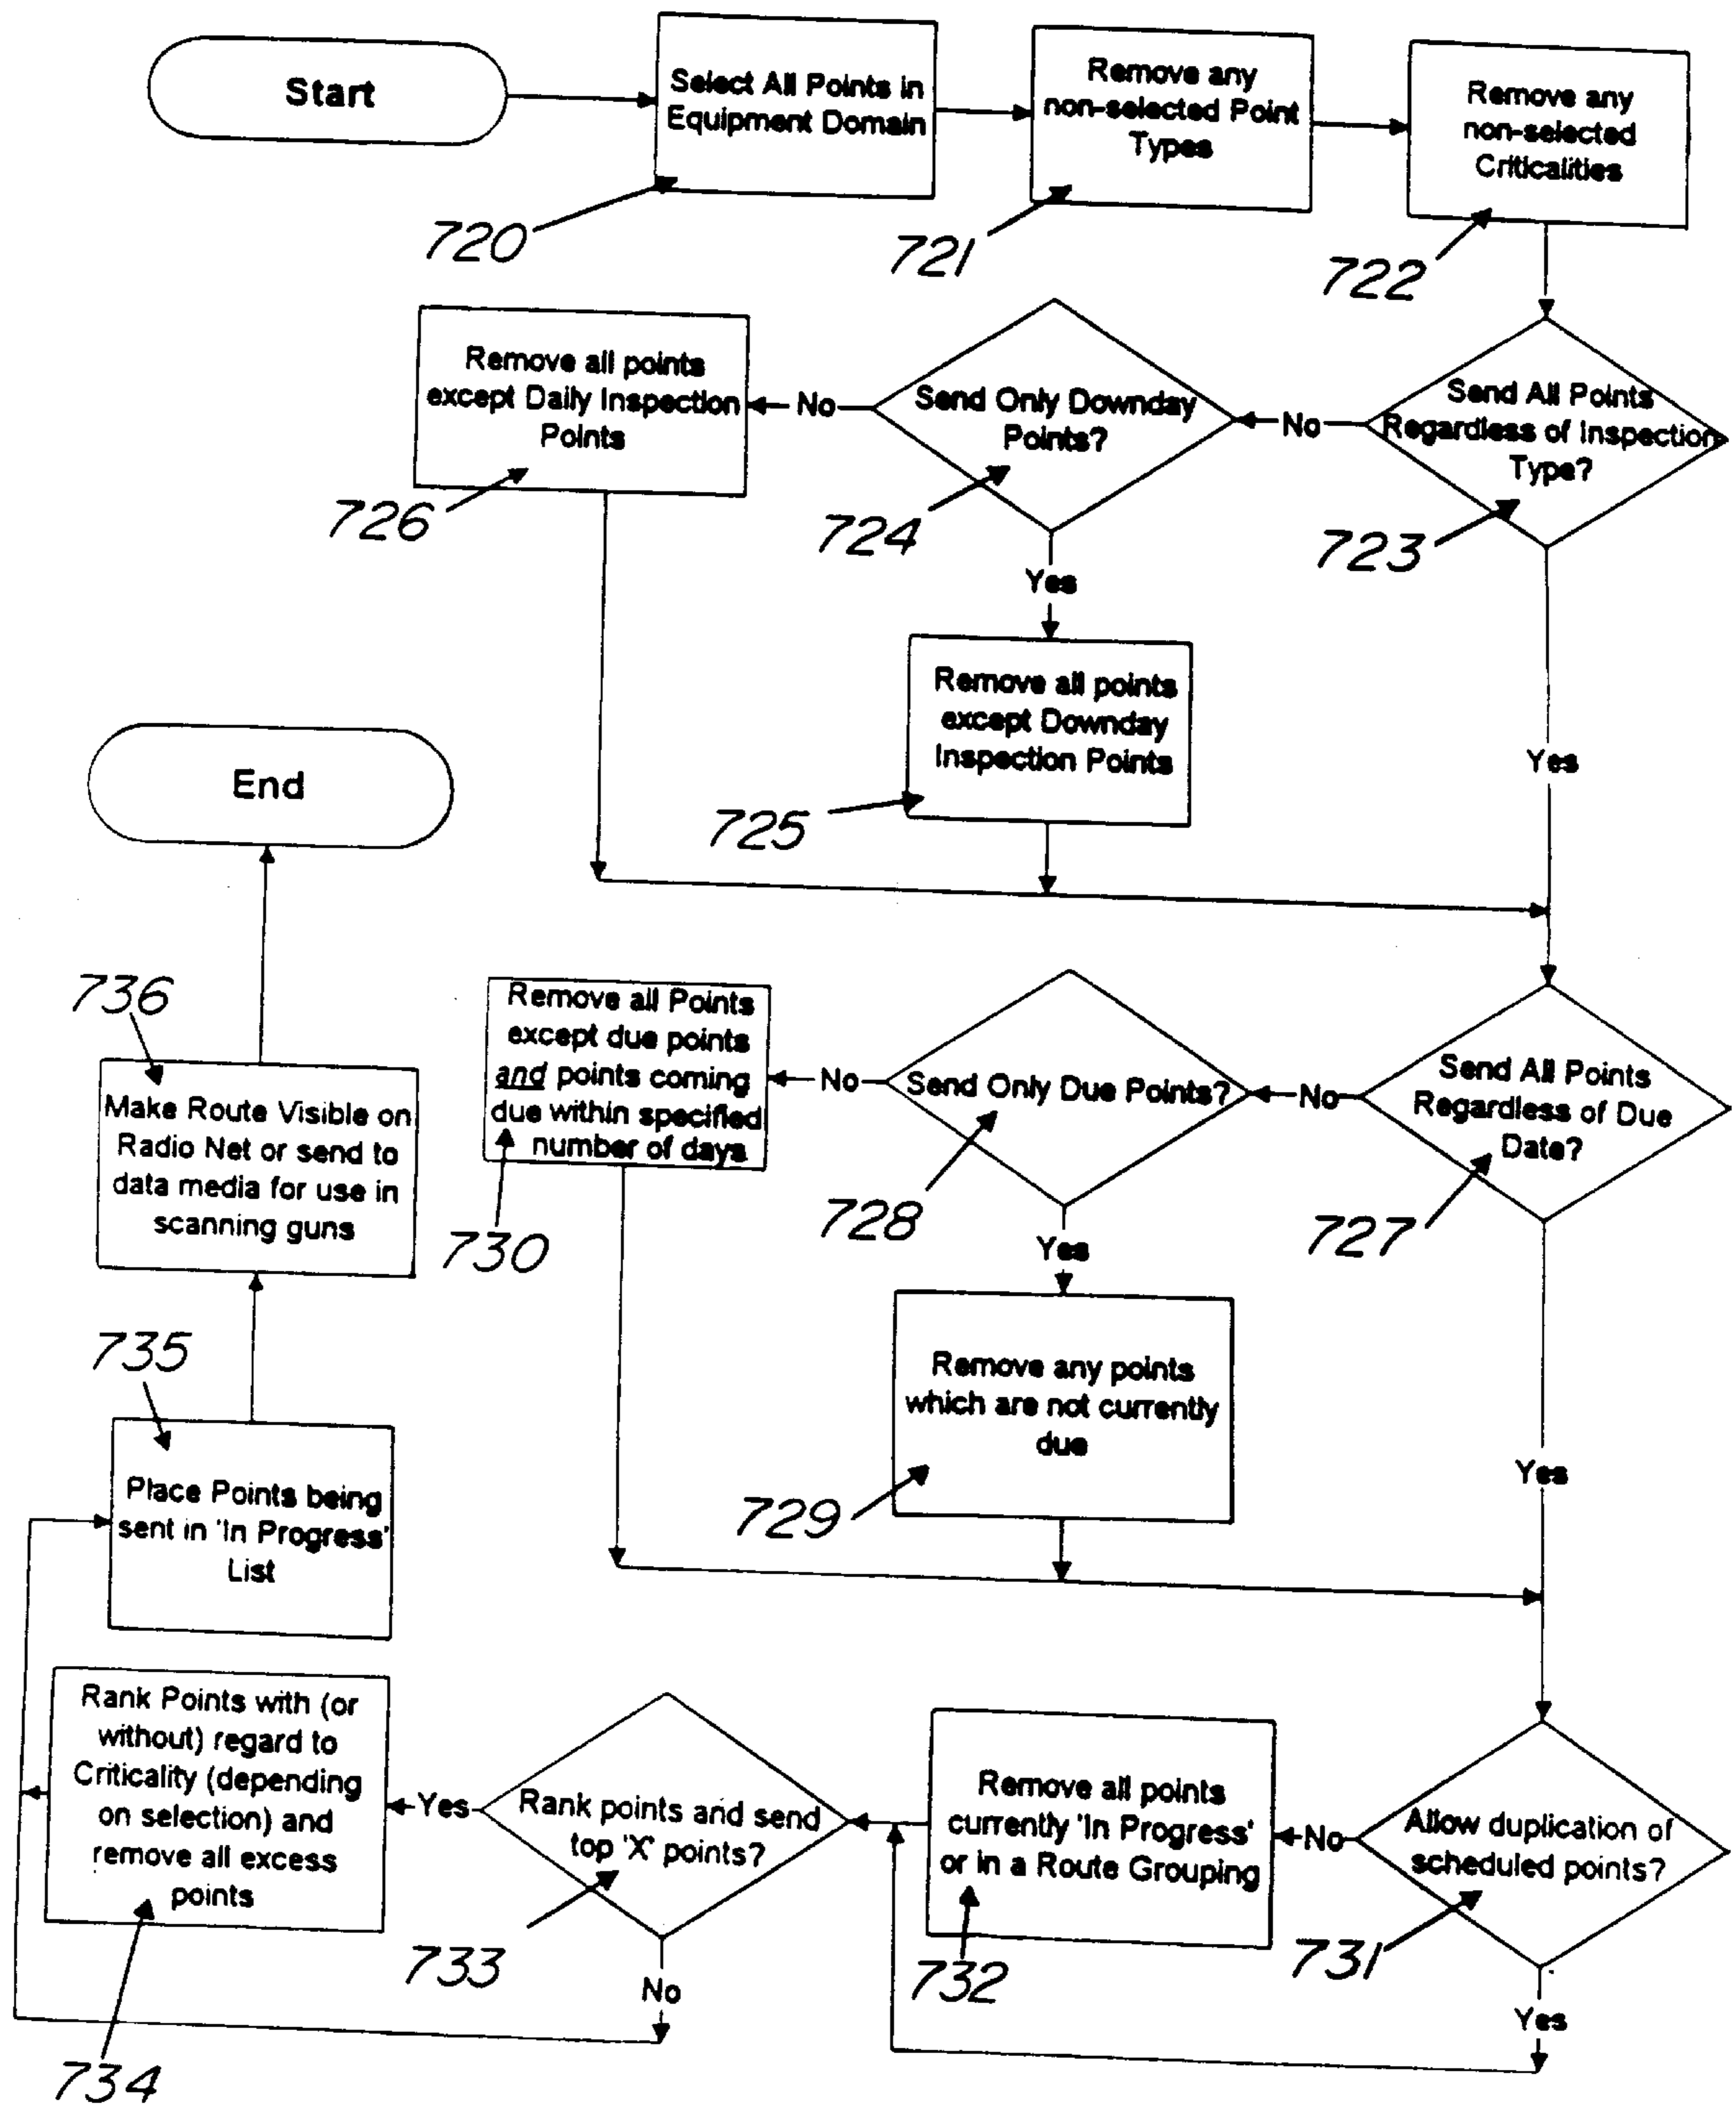 Start
Select All Points in
Equipment Domain
720
Remove any
non-selected Point
Types
721
Remove any
non-selected
Criticalities
722
Send All Points
Regardless of Inspection
Type?
723
No
Yes
Send Only Downday
Points?
724
No
Yes
Remove all points
except Daily Inspection
Points
726
Remove all points
except Downday
Inspection Points
725
Send All Points
Regardless of Due
Date?
727
No
Yes
Send Only Due Points?
728
No
Yes
Remove all Points
except due points
and points coming
due within specified
number of days
730
Remove any points
which are not currently
due
729
Allow duplication of
scheduled points?
731
No
Yes
Remove all points
currently 'In Progress'
or in a Route Grouping
732
Rank points and send
top 'X' points?
733
Yes
No
Rank Points with (or
without) regard to
Criticality (depending
on selection) and
remove all excess
points
734
Place Points being
sent in 'In Progress'
List
735
Make Route Visible on
Radio Net or send to
data media for use in
scanning guns
736
End